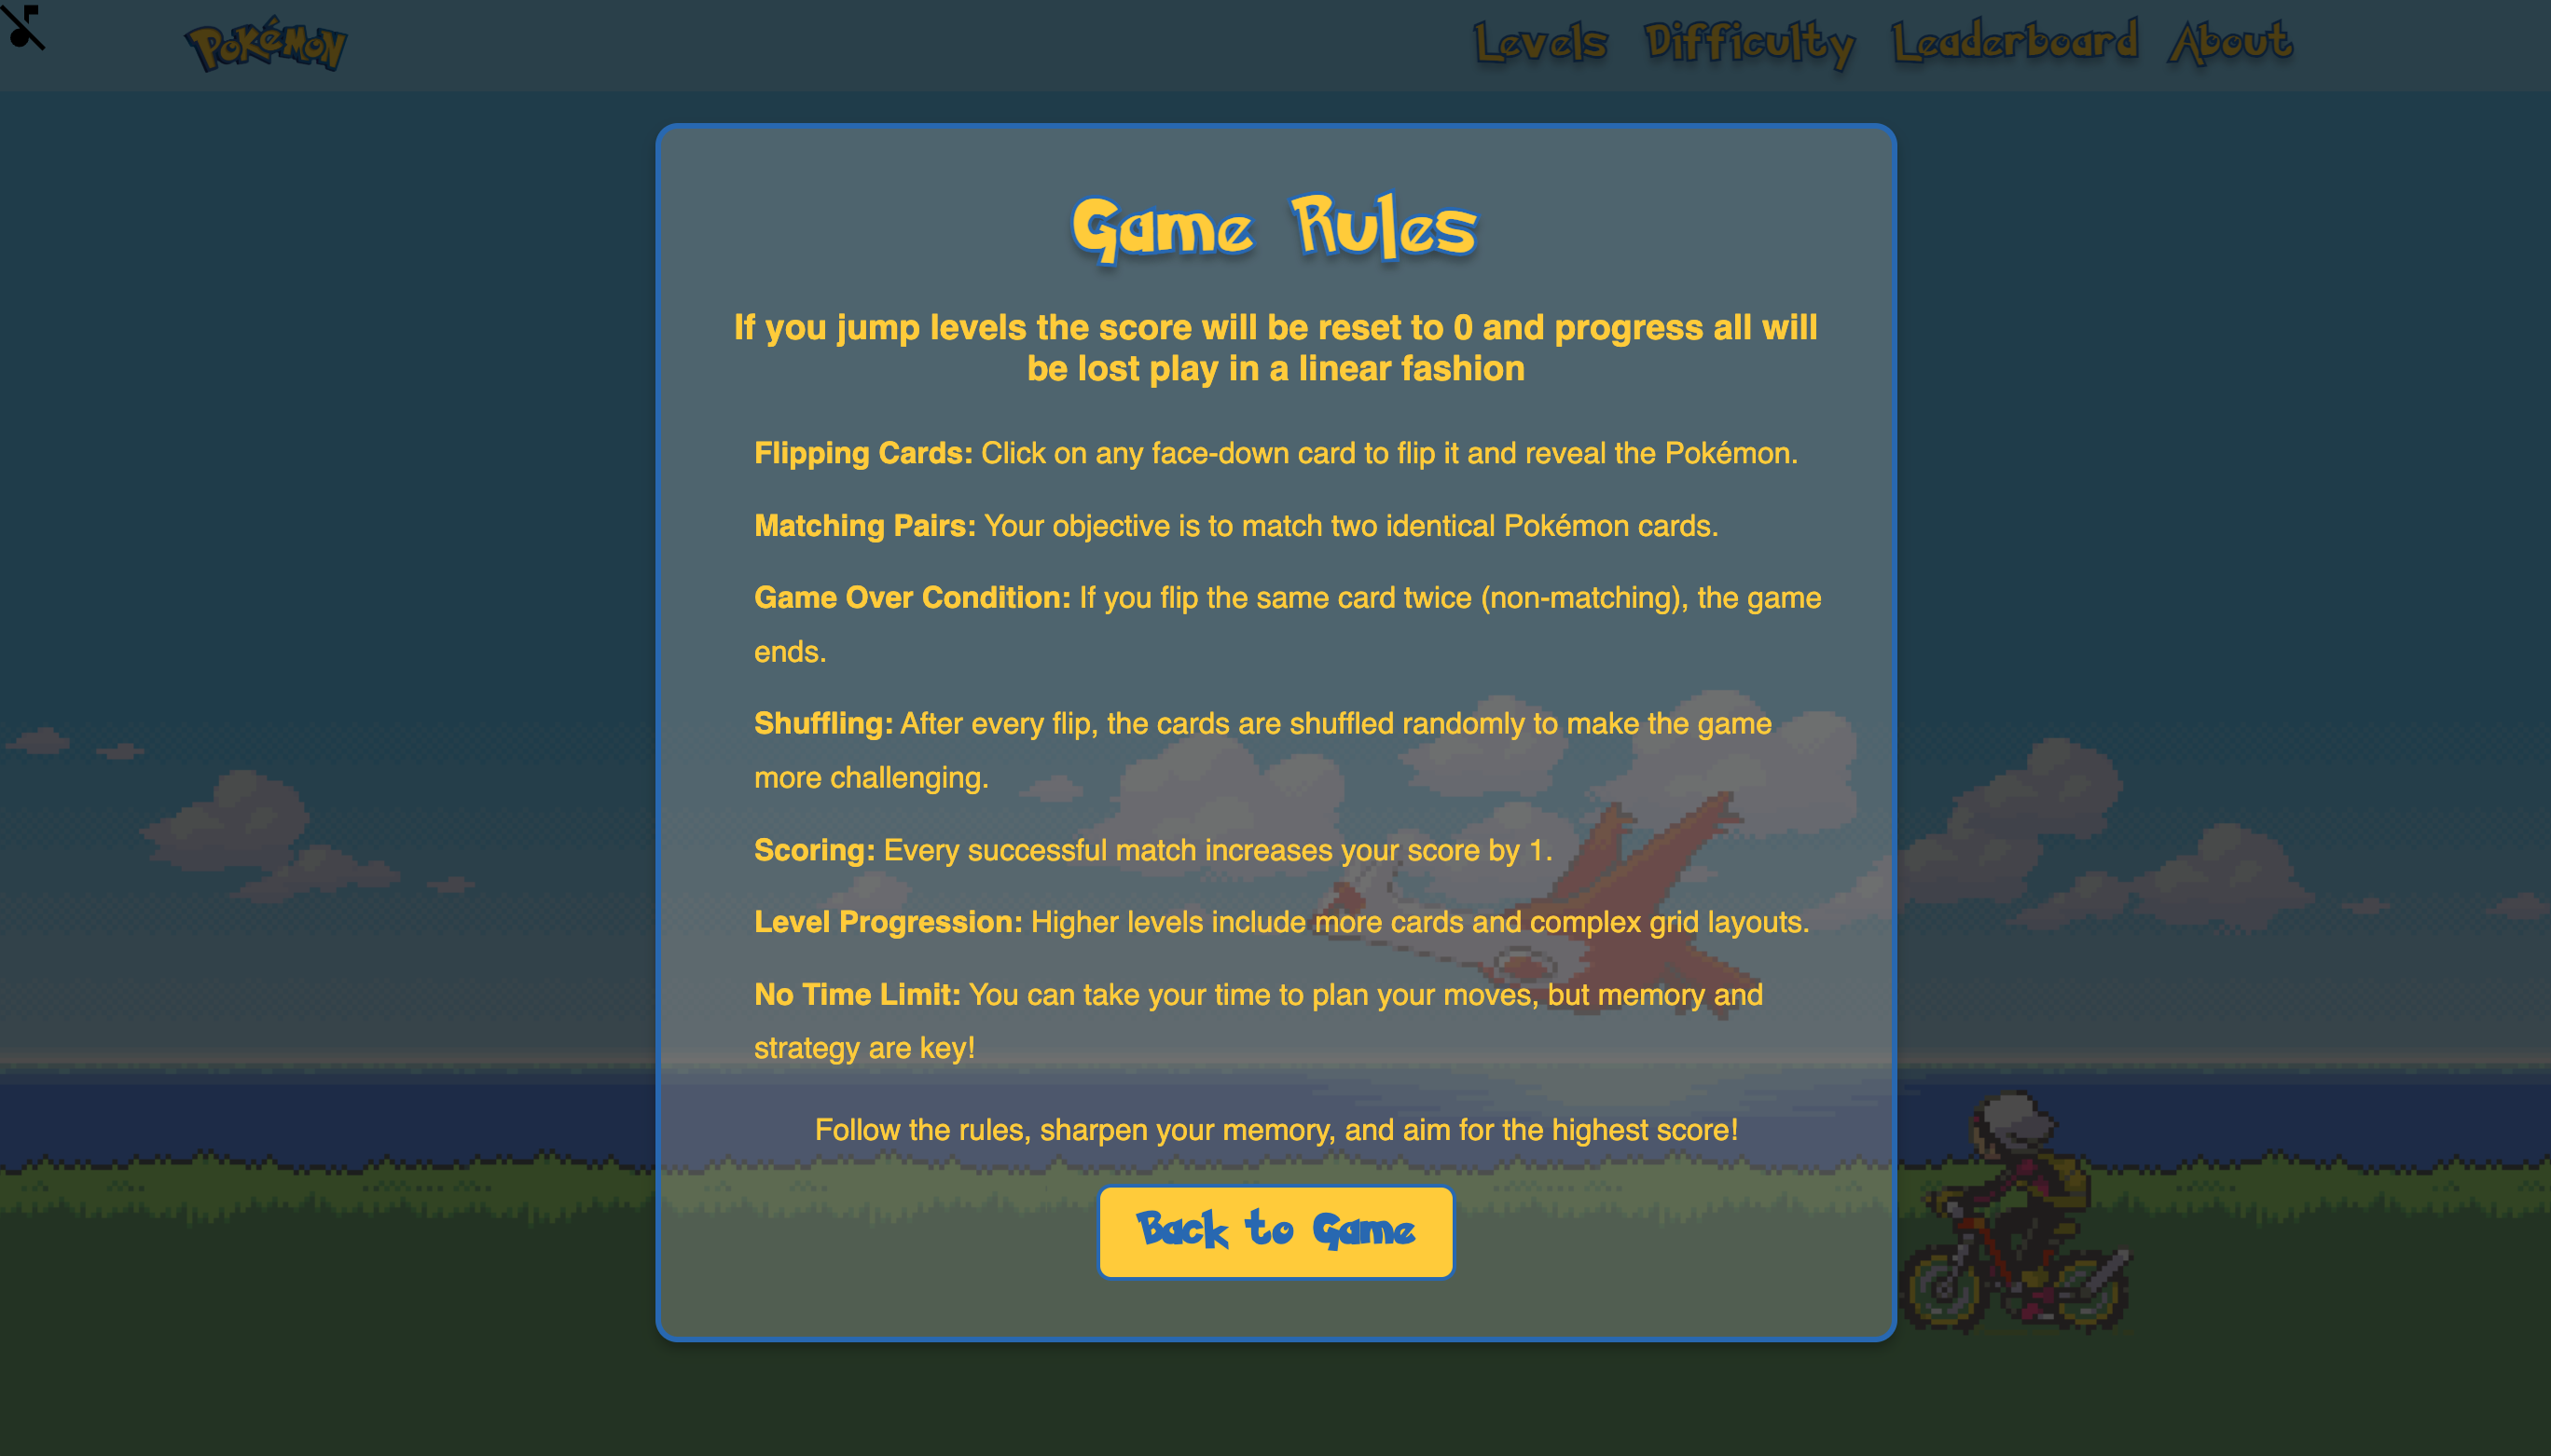 Pokémon
Levels Difficulty Leaderboard About
Game Rules
If you jump levels the score will be reset to 0 and progress all will
be lost play in a linear fashion
Flipping Cards: Click on any face-down card to flip it and reveal the Pokémon.
Matching Pairs: Your objective is to match two identical Pokémon cards.
Game Over Condition: If you flip the same card twice (non-matching), the game
ends.
Shuffling: After every flip, the cards are shuffled randomly to make the game
more challenging.
Scoring: Every successful match increases your score by 1.
Level Progression: Higher levels include more cards and complex grid layouts.
No Time Limit: You can take your time to plan your moves, but memory and
strategy are key!
Follow the rules, sharpen your memory, and aim for the highest score!
Back to Game